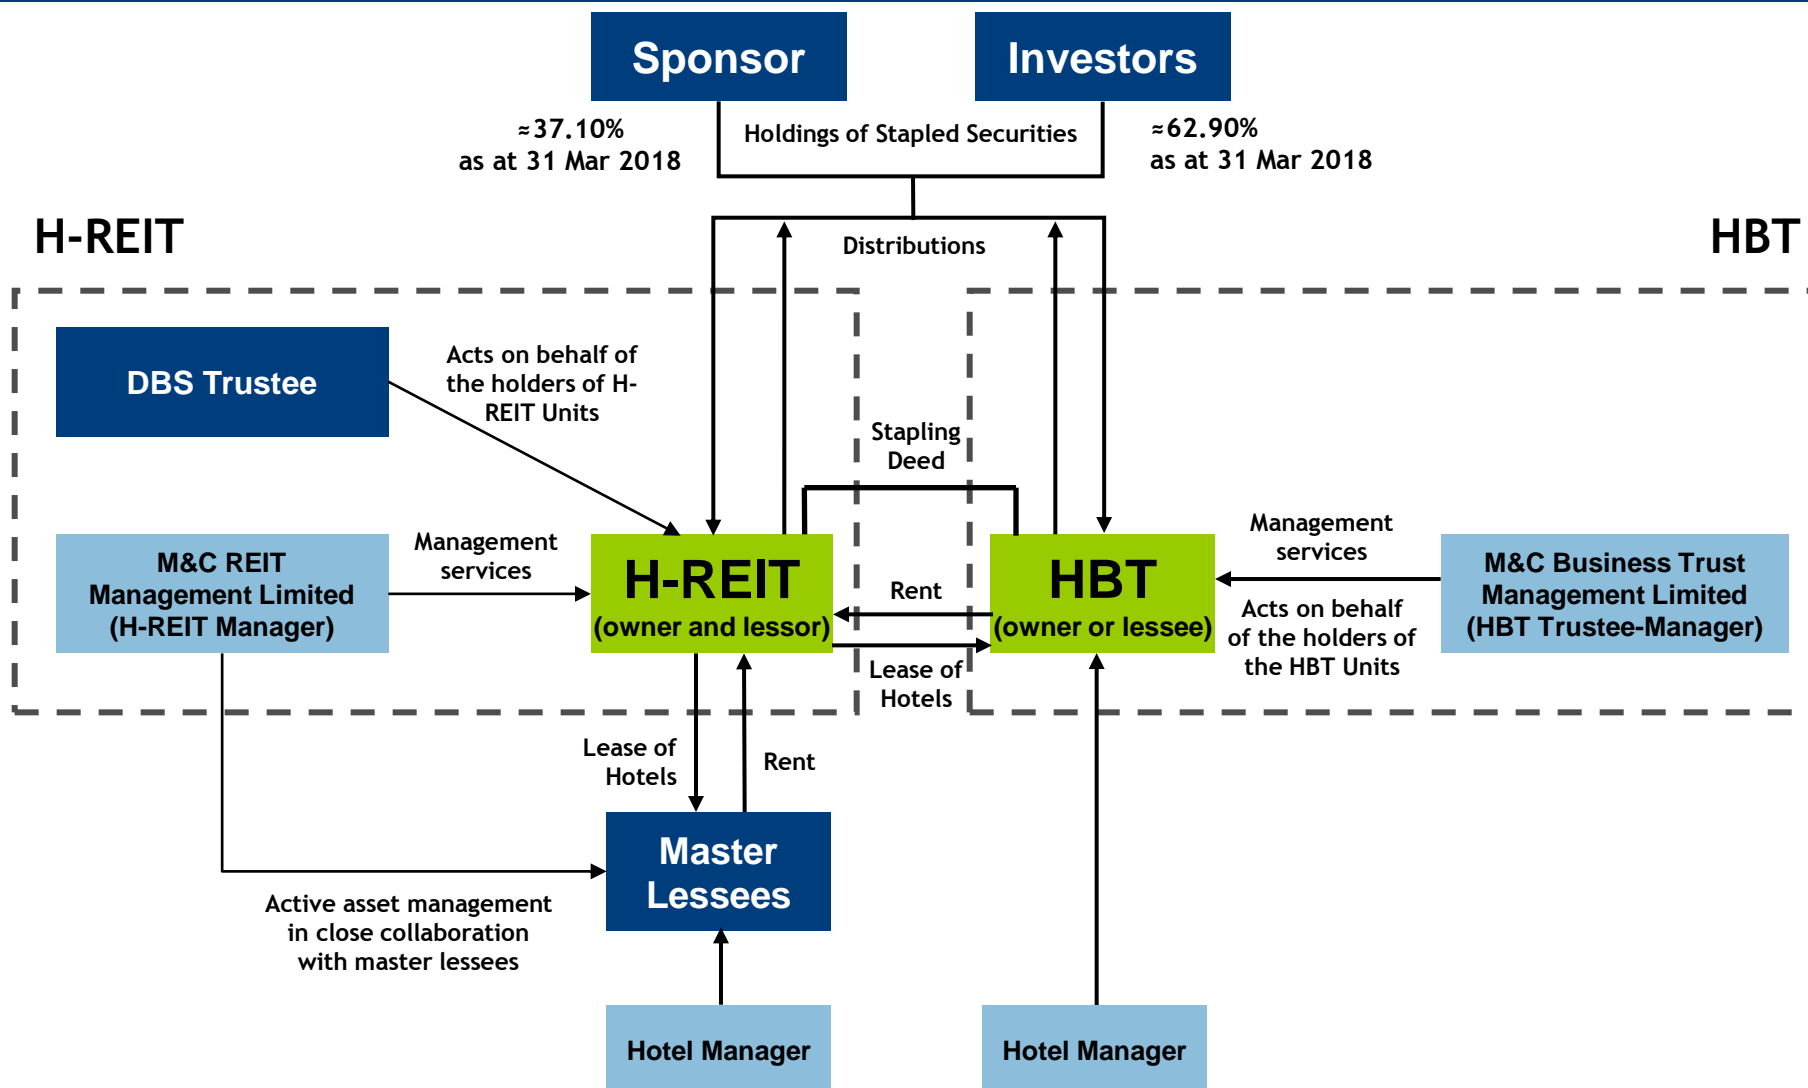 Sponsor
Investors
≈37.10%
as at 31 Mar 2018
Holdings of Stapled Securities
≈62.90%
as at 31 Mar 2018
H-REIT
HBT
Distributions
DBS Trustee
Acts on behalf of
the holders of H-
REIT Units
Stapling
Deed
M&C REIT
Management Limited
(H-REIT Manager)
Management
services
H-REIT
(owner and lessor)
Rent
Lease of
Hotels
HBT
(owner or lessee)
Management
services
Acts on behalf
of the holders of
the HBT Units
M&C Business Trust
Management Limited
(HBT Trustee-Manager)
Lease of
Hotels
Rent
Master
Lessees
Active asset management
in close collaboration
with master lessees
Hotel Manager
Hotel Manager